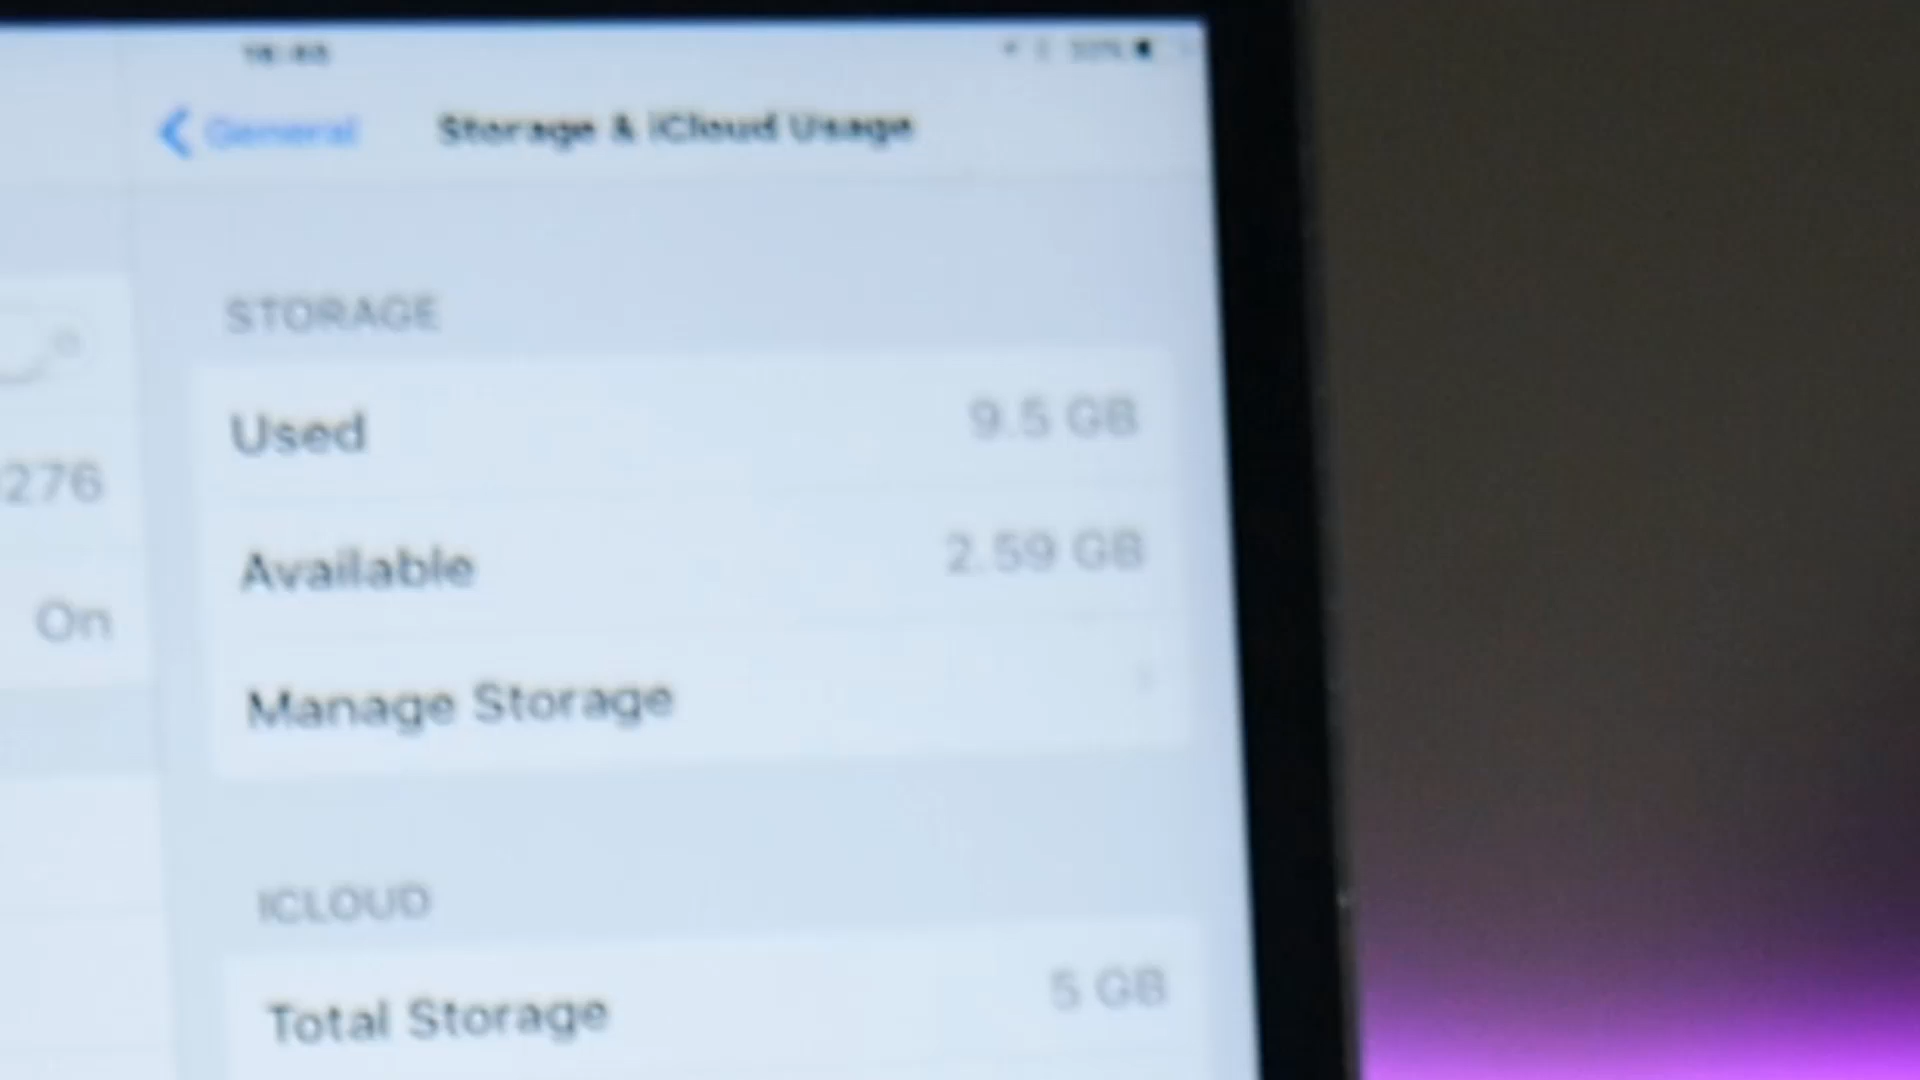 General
Storage & iCloud Usage
STORAGE
Used 9.5 GB
276
Available 2.59 GB
On
Manage Storage
ICLOUD
Total Storage 5 GB